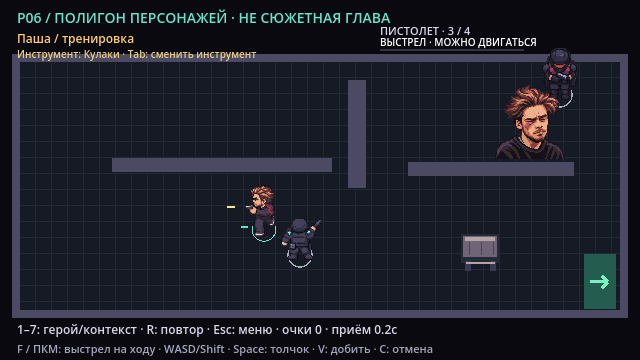 P06 / ПОЛИГОН ПЕРСОНАЖЕЙ · НЕ СЮЖЕТНАЯ ГЛАВА
Паша / тренировка
Инструмент: Кулаки · Tab: сменить инструмент
ПИСТОЛЕТ · 3 / 4
ВЫСТРЕЛ · МОЖНО ДВИГАТЬСЯ
1–7: герой/контекст · R: повтор · Esc: меню · очки 0 · приём 0.2с
F / ПКМ: выстрел на ходу · WASD/Shift · Space: толчок · V: добить · C: отмена